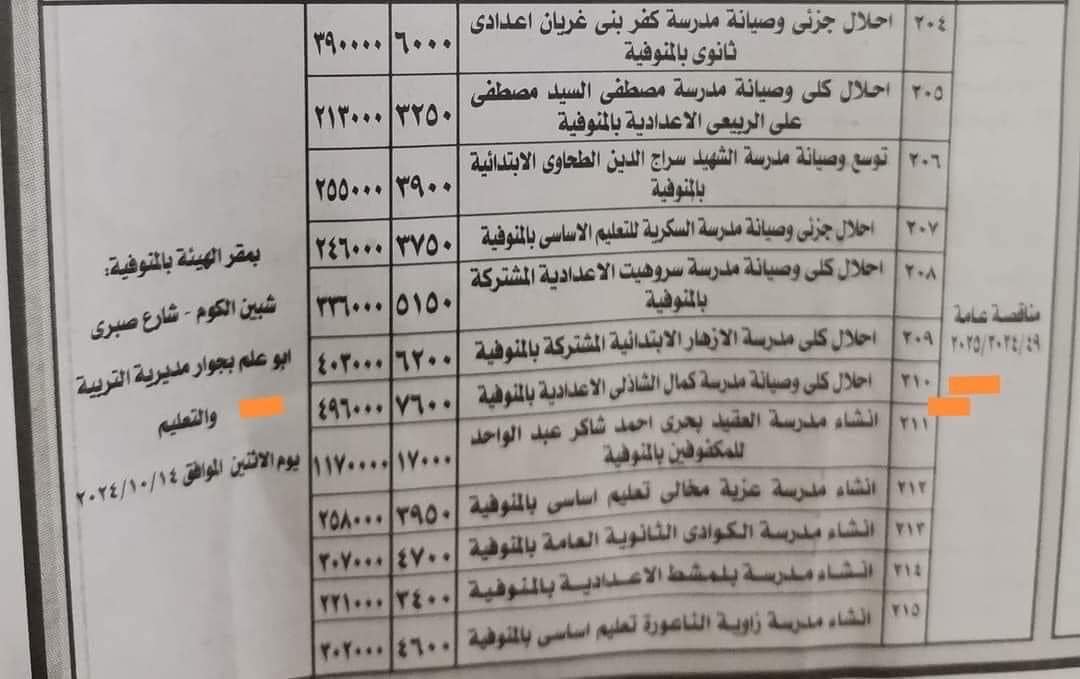 مناقصة عامة
٢٠٢٥/٢٠٢٤/٤٩
٢٠٤ احلال جزئى وصيانة مدرسة كفر بنى غريان اعدادى ٦٠٠٠ ٣٩٠٠٠٠
ثانوى بالمنوفية
٢٠٥ احلال كلى وصيانة مدرسة مصطفى السيد مصطفى ٣٢٥٠ ٢١٣٠٠٠
على الربيعى الاعدادية بالمنوفية
٢٠٦ توسع وصيانة مدرسة الشهيد سراج الدين الطحاوى الابتدائية ٣٩٠٠ ٢٥٥٠٠٠
بالمنوفية
٢٠٧ احلال جزئى وصيانة مدرسة السكرية للتعليم الاساسى بالمنوفية ٣٧٥٠ ٢٤٦٠٠٠
٢٠٨ احلال كلى وصيانة مدرسة سروهيت الاعدادية المشتركة ٥١٥٠ ٣٣٦٠٠٠
بالمنوفية
٢٠٩ احلال كلى مدرسة الازهار الابتدائية المشتركة بالمنوفية ٦٢٠٠ ٤٠٣٠٠٠
٢١٠ احلال كلى وصيانة مدرسة كمال الشاذلى الاعدادية بالمنوفية ٧٦٠٠ ٤٩٦٠٠٠
٢١١ انشاء مدرسة العقيد بحرى احمد شاكر عبد الواحد ١٧٠٠٠ ١١٧٠٠٠٠
للمكفوفين بالمنوفية
٢١٢ انشاء مدرسة عزبة مخالى تعليم اساسى بالمنوفية ٣٩٥٠ ٢٥٨٠٠٠
٢١٣ انشاء مدرسة الكوادى الثانوية العامة بالمنوفية ٤٧٠٠ ٣٠٧٠٠٠
٢١٤ انشاء مدرسة بلمشط الاعدادية بالمنوفية ٣٤٠٠ ٢٢١٠٠٠
٢١٥ انشاء مدرسة زاوية الناعورة تعليم اساسى بالمنوفية ٤٦٠٠ ٣٠٢٠٠٠
بمقر الهيئة بالمنوفية:
شبين الكوم - شارع صبرى
ابو علم بجوار مديرية التربية
والتعليم
يوم الاثنين الموافق ٢٠٢٤/١٠/١٤